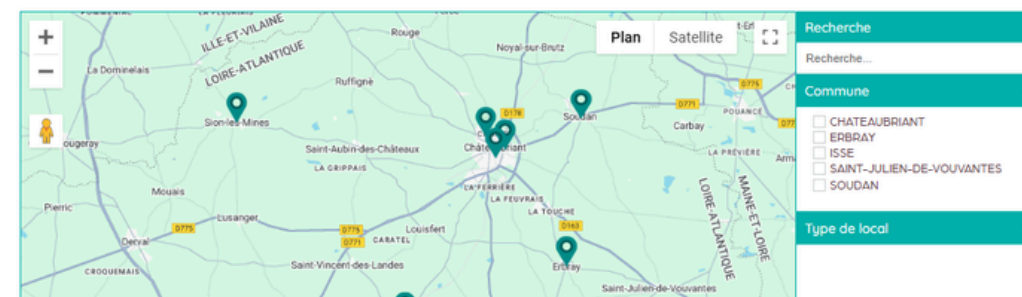 ILLE-ET-VILAINE
LOIRE-ATLANTIQUE
Rouge
Noyal-sur-Brutz
Plan
Satellite
La Dominelais
Ruffigné
D775
D771
D178
POUANCÉ
Sion-les-Mines
Soudan
Carbay
Saint-Aubin-des-Châteaux
Châteaubriant
LA GRIPPAIS
LA PRÉVIÈRE
LA FERRIÈRE
LA FEUVRAIS
Mouais
LOIRE-ATLANTIQUE
MAINE-ET-LOIRE
Pierric
Lusanger
LA TOUCHE
D775
D775
Louisfert
D163
Derval
D771
CARATEL
CROQUEMAIS
Saint-Vincent-des-Landes
Erbray
Saint-Julien-de-Vouvantes
Recherche
Recherche...
Commune
CHATEAUBRIANT
ERBRAY
ISSE
SAINT-JULIEN-DE-VOUVANTES
SOUDAN
Type de local